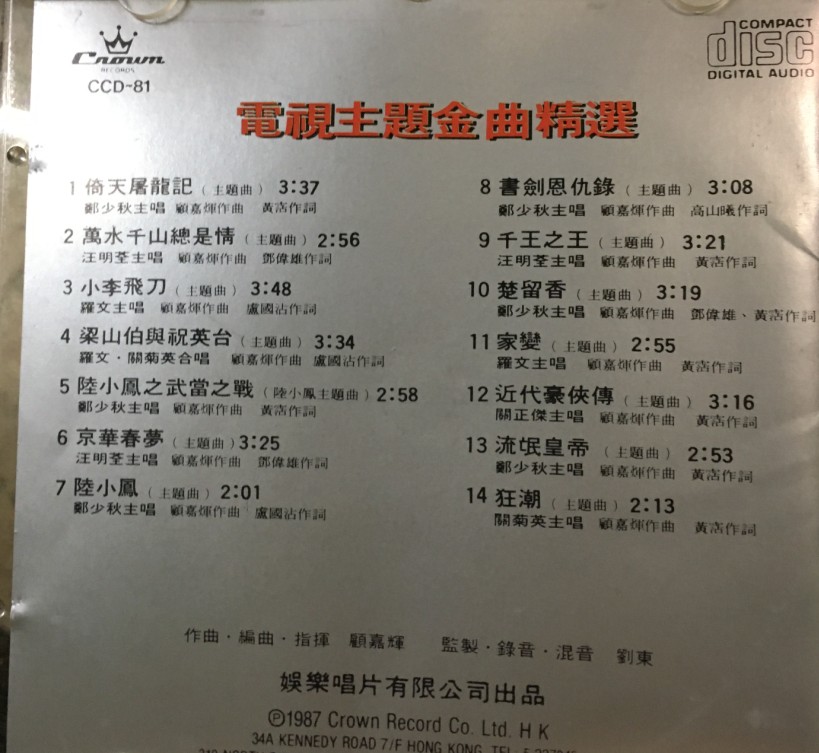 Crown
RECORDS
CCD-81
COMPACT
disc
DIGITAL AUDIO
電視主題金曲精選
1 倚天屠龍記（主題曲）3:37
鄭少秋主唱 顧嘉煇作曲 黃霑作詞
2 萬水千山總是情（主題曲）2:56
汪明荃主唱 顧嘉煇作曲 鄧偉雄作詞
3 小李飛刀（主題曲）3:48
羅文主唱 顧嘉煇作曲 盧國沾作詞
4 梁山伯與祝英台（主題曲）3:34
羅文・關菊英合唱 顧嘉煇作曲 盧國沾作詞
5 陸小鳳之武當之戰（陸小鳳主題曲）2:58
鄭少秋主唱 顧嘉煇作曲 黃霑作詞
6 京華春夢（主題曲）3:25
汪明荃主唱 顧嘉煇作曲 鄧偉雄作詞
7 陸小鳳（主題曲）2:01
鄭少秋主唱 顧嘉煇作曲 盧國沾作詞
8 書劍恩仇錄（主題曲）3:08
鄭少秋主唱 顧嘉煇作曲 高山曦作詞
9 千王之王（主題曲）3:21
汪明荃主唱 顧嘉煇作曲 黃霑作詞
10 楚留香（主題曲）3:19
鄭少秋主唱 顧嘉煇作曲 鄧偉雄、黃霑作詞
11 家變（主題曲）2:55
羅文主唱 顧嘉煇作曲 黃霑作詞
12 近代豪俠傳（主題曲）3:16
關正傑主唱 顧嘉煇作曲 黃霑作詞
13 流氓皇帝（主題曲）2:53
鄭少秋主唱 顧嘉煇作曲 黃霑作詞
14 狂潮（主題曲）2:13
關菊英主唱 顧嘉煇作曲 黃霑作詞
作曲・編曲・指揮 顧嘉輝 監製・錄音・混音 劉東
娛樂唱片有限公司出品
Ⓟ1987 Crown Record Co. Ltd. H K
34A KENNEDY ROAD 7/F HONG KONG